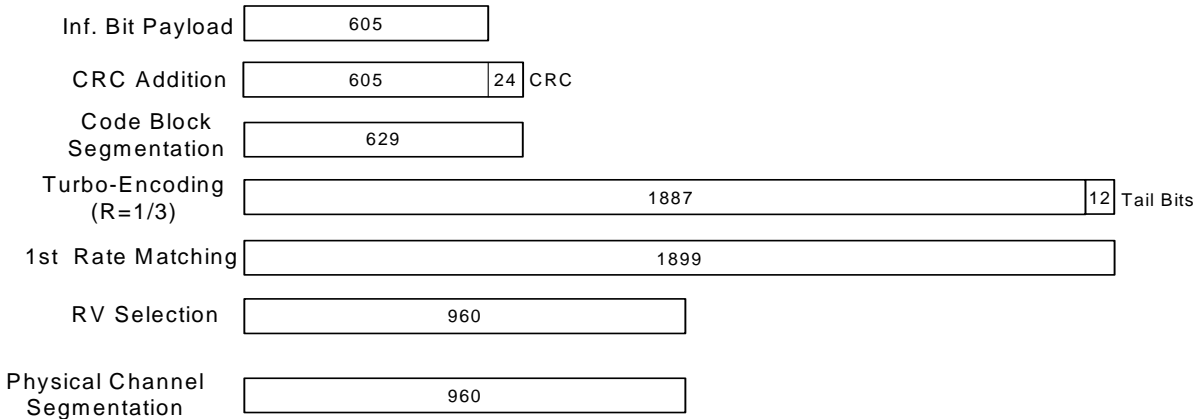 Inf. Bit Payload 605
CRC Addition 605 24 CRC
Code Block
Segmentation 629
Turbo-Encoding
(R=1/3) 1887 12 Tail Bits
1st Rate Matching 1899
RV Selection 960
Physical Channel
Segmentation 960